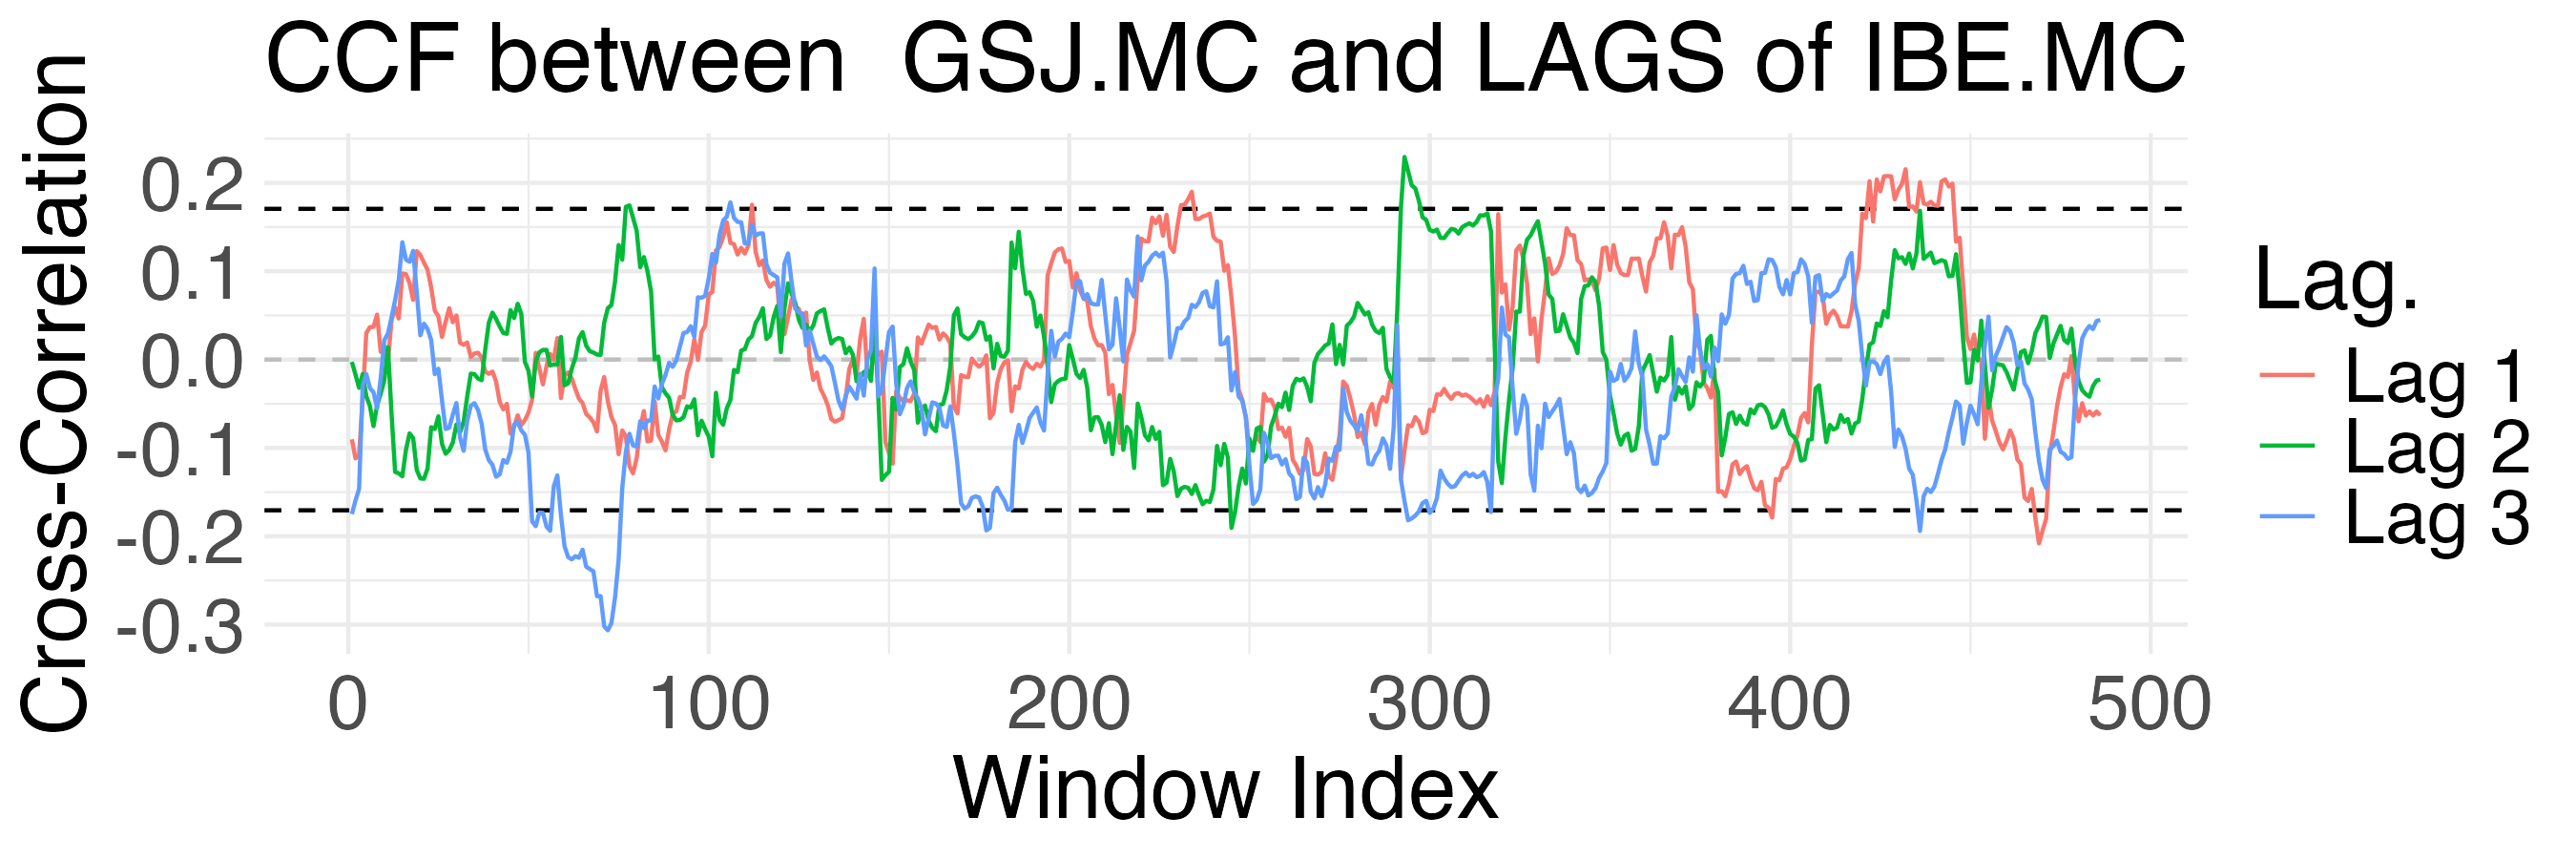 CCF between  GSJ.MC and LAGS of IBE.MC
Cross-Correlation
0.2
0.1
0.0
-0.1
-0.2
-0.3
0 100 200 300 400 500
Window Index
Lag.
Lag 1
Lag 2
Lag 3